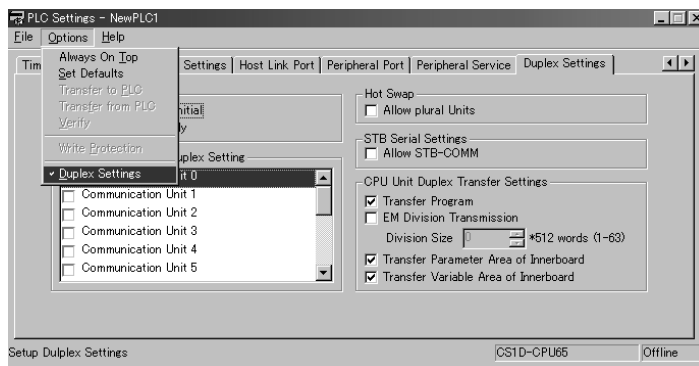 PLC Settings - NewPLC1
File Options Help
Always On Top
Set Defaults
Transfer to PLC
Transfer from PLC
Verify
Write Protection
✓ Duplex Settings
Tim
Settings
Host Link Port
Peripheral Port
Peripheral Service
Duplex Settings
nitial
ly
uplex Setting
it 0
Communication Unit 1
Communication Unit 2
Communication Unit 3
Communication Unit 4
Communication Unit 5
Hot Swap
Allow plural Units
STB Serial Settings
Allow STB-COMM
CPU Unit Duplex Transfer Settings
Transfer Program
EM Division Transmission
Division Size 0 *512 words (1-63)
Transfer Parameter Area of Innerboard
Transfer Variable Area of Innerboard
Setup Dulplex Settings
CS1D-CPU65
Offline